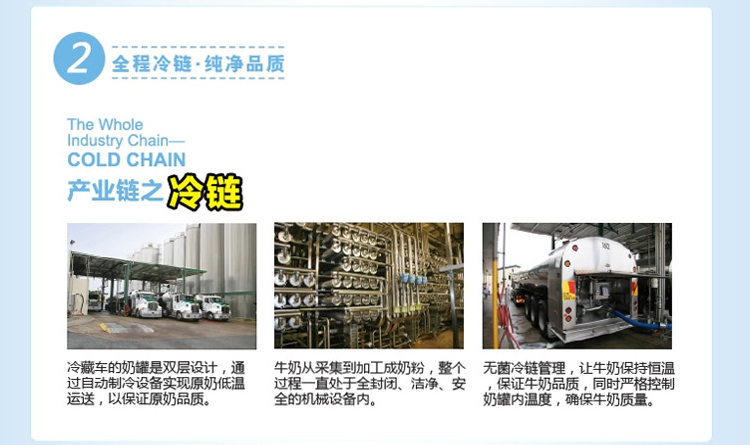 2
全程冷链·纯净品质
The Whole
Industry Chain—
COLD CHAIN
产业链之 冷链
冷藏车的奶罐是双层设计，通
过自动制冷设备实现原奶低温
运送，以保证原奶品质。
牛奶从采集到加工成奶粉，整个
过程一直处于全封闭、洁净、安
全的机械设备内。
无菌冷链管理，让牛奶保持恒温
，保证牛奶品质，同时严格控制
奶罐内温度，确保牛奶质量。